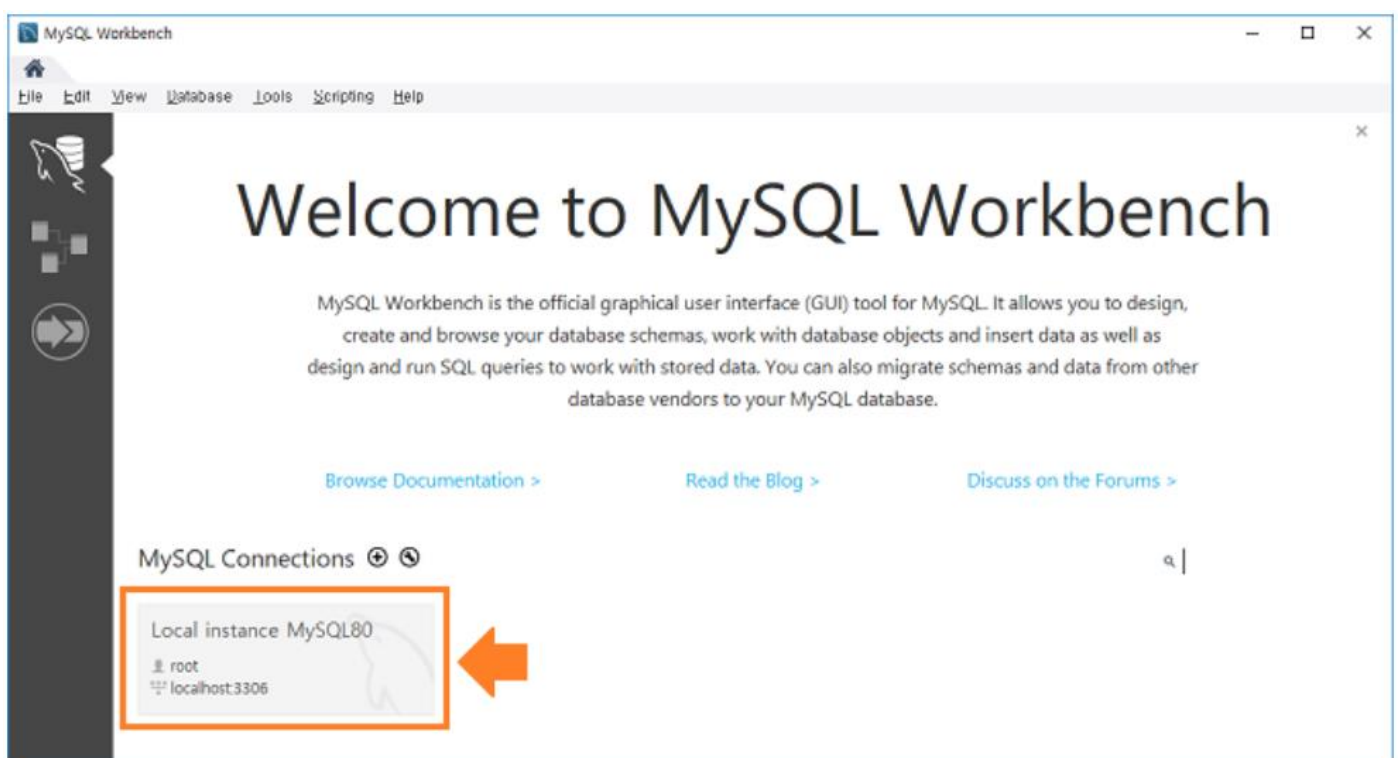 MySQL Workbench
File Edit View Database Tools Scripting Help
Welcome to MySQL Workbench
MySQL Workbench is the official graphical user interface (GUI) tool for MySQL. It allows you to design,
create and browse your database schemas, work with database objects and insert data as well as
design and run SQL queries to work with stored data. You can also migrate schemas and data from other
database vendors to your MySQL database.
Browse Documentation > Read the Blog > Discuss on the Forums >
MySQL Connections
Local instance MySQL80
root
localhost:3306